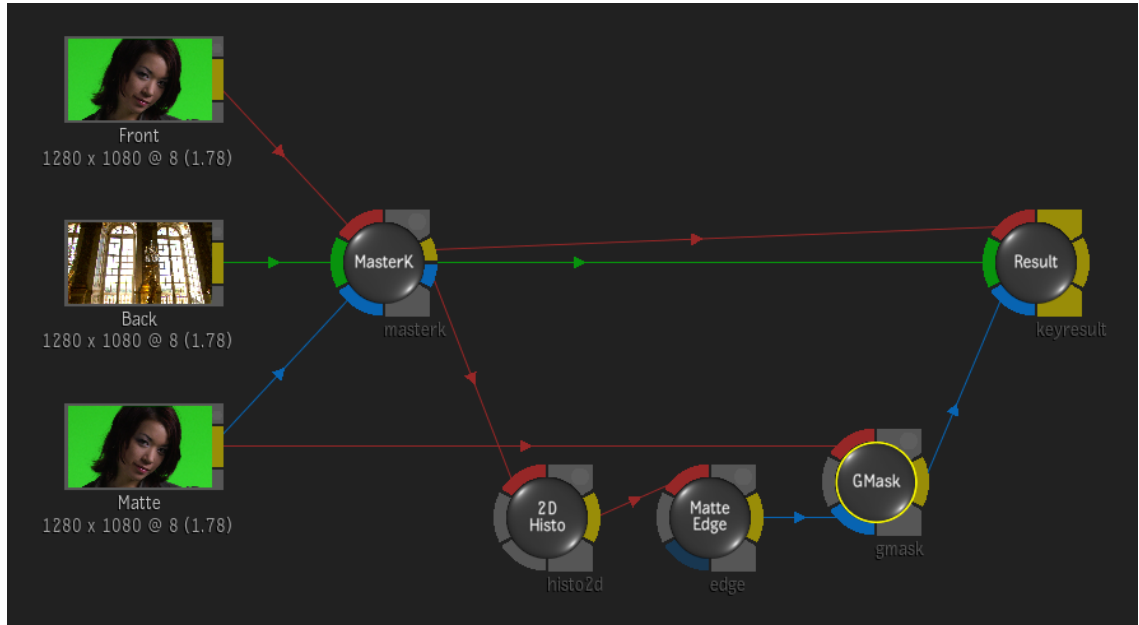 Front
1280 x 1080 @ 8 (1.78)
Back
1280 x 1080 @ 8 (1.78)
Matte
1280 x 1080 @ 8 (1.78)
MasterK
masterk
2D
Histo
histo2d
Matte
Edge
edge
GMask
gmask
Result
keyresult